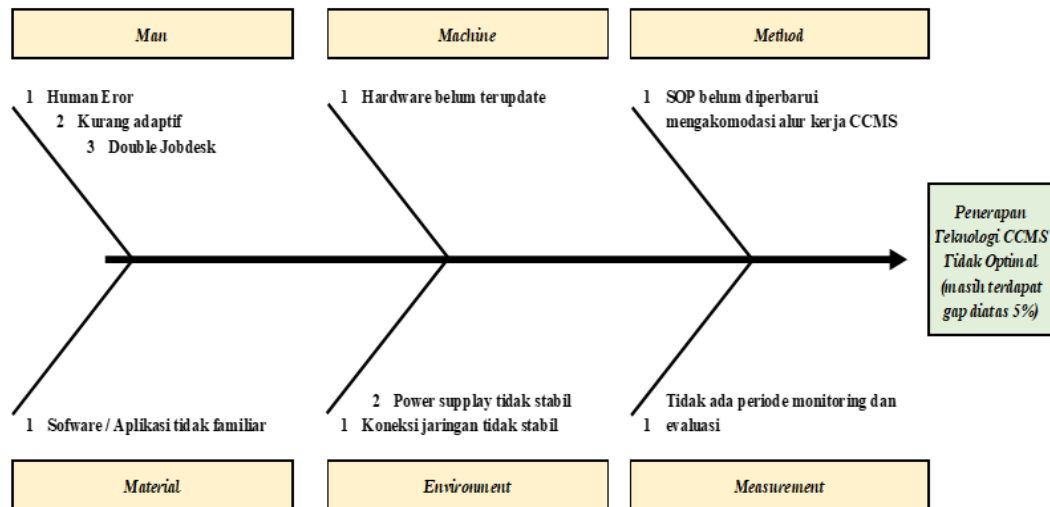 Man
Machine
Method
1 Human Eror
2 Kurang adaptif
3 Double Jobdesk
1 Hardware belum terupdate
1 SOP belum diperbarui
mengakomodasi alur kerja CCMS
Penerapan
Teknologi CCMS
Tidak Optimal
(masih terdapat
gap diatas 5%)
1 Sofware / Aplikasi tidak familiar
2 Power supplay tidak stabil
1 Koneksi jaringan tidak stabil
Tidak ada periode monitoring dan
1 evaluasi
Material
Environment
Measurement